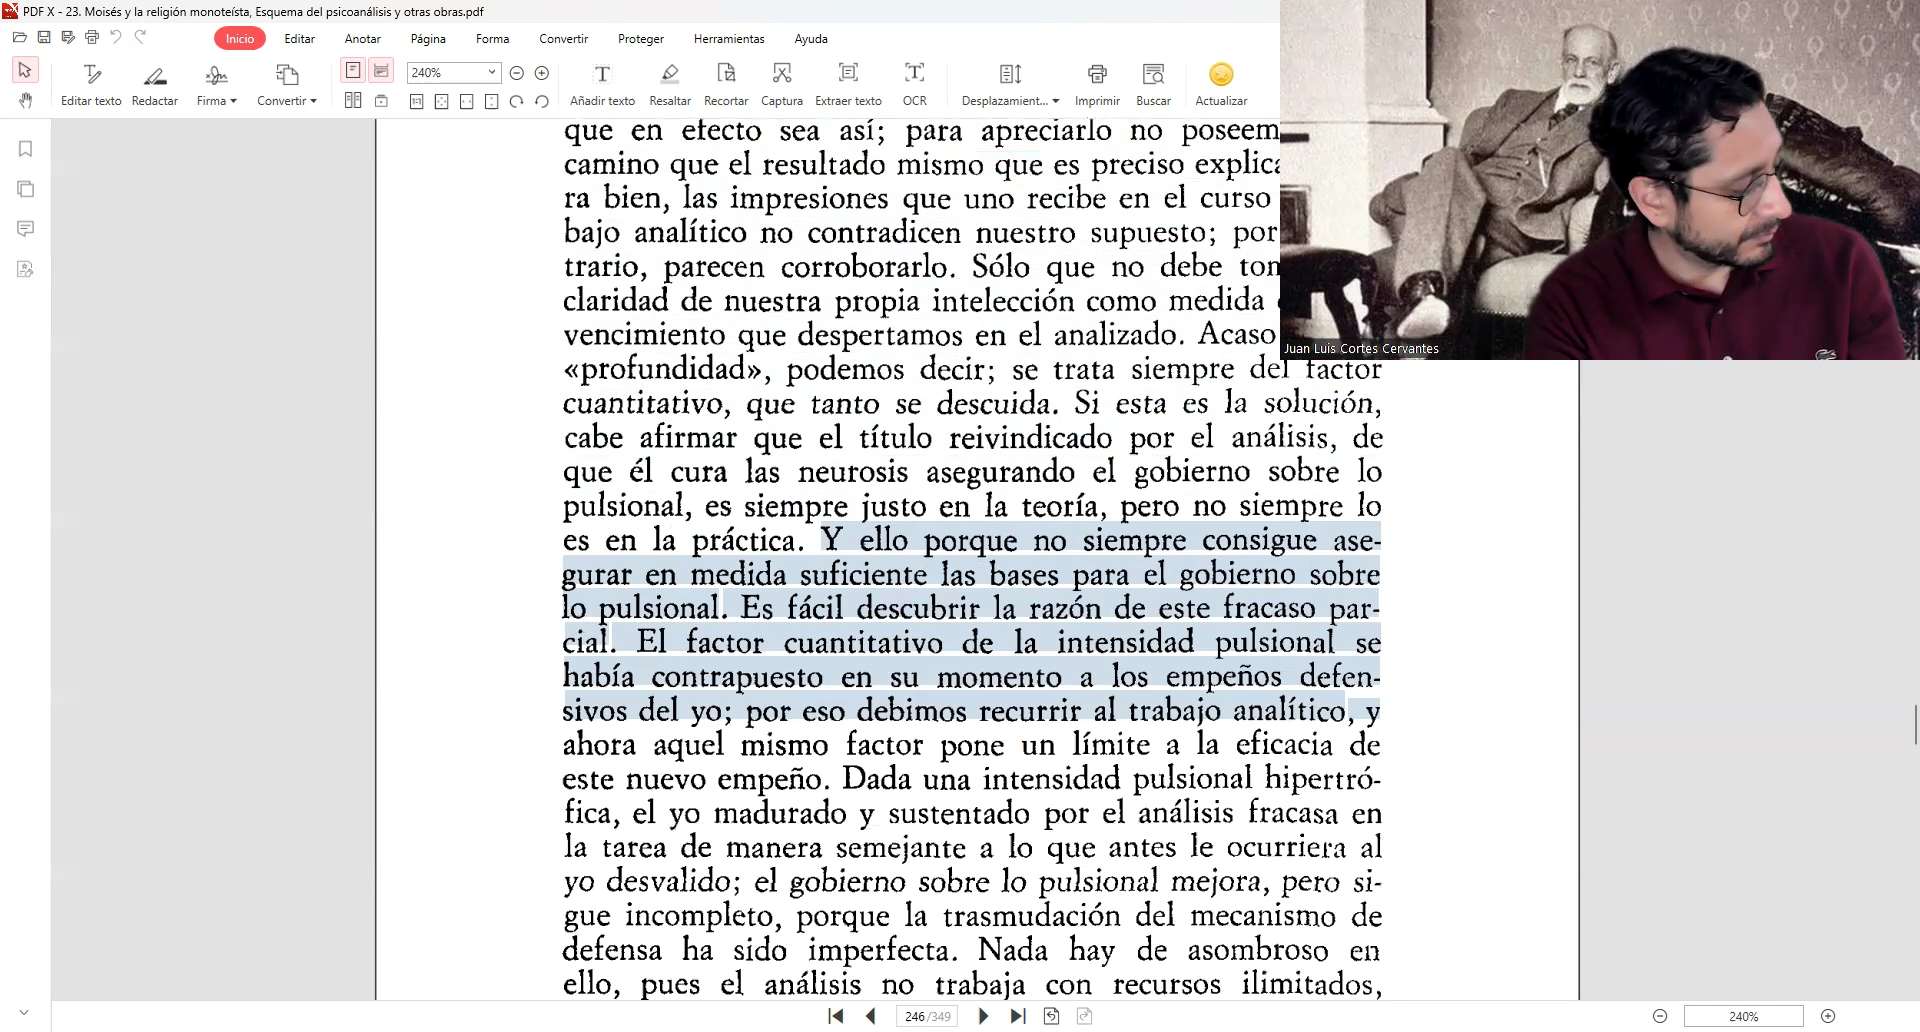 PDF X - 23. Moisés y la religión monoteísta, Esquema del psicoanálisis y otras obras.pdf
Inicio Editar Anotar Página Forma Convertir Proteger Herramientas Ayuda
240%
Editar texto Redactar Firma Convertir Añadir texto Resaltar Recortar Captura Extraer texto OCR Desplazamient... Imprimir Buscar Actualizar
que en efecto sea así; para apreciarlo no poseem
camino que el resultado mismo que es preciso explica
ra bien, las impresiones que uno recibe en el curso
bajo analítico no contradicen nuestro supuesto; por
trario, parecen corroborarlo. Sólo que no debe tom
claridad de nuestra propia intelección como medida
vencimiento que despertamos en el analizado. Acaso
«profundidad», podemos decir; se trata siempre del factor
cuantitativo, que tanto se descuida. Si esta es la solución,
cabe afirmar que el título reivindicado por el análisis, de
que él cura las neurosis asegurando el gobierno sobre lo
pulsional, es siempre justo en la teoría, pero no siempre lo
es en la práctica. Y ello porque no siempre consigue ase-
gurar en medida suficiente las bases para el gobierno sobre
lo pulsional. Es fácil descubrir la razón de este fracaso par-
cial. El factor cuantitativo de la intensidad pulsional se
había contrapuesto en su momento a los empeños defen-
sivos del yo; por eso debimos recurrir al trabajo analítico, y
ahora aquel mismo factor pone un límite a la eficacia de
este nuevo empeño. Dada una intensidad pulsional hipertró-
fica, el yo madurado y sustentado por el análisis fracasa en
la tarea de manera semejante a lo que antes le ocurriera al
yo desvalido; el gobierno sobre lo pulsional mejora, pero si-
gue incompleto, porque la trasmudación del mecanismo de
defensa ha sido imperfecta. Nada hay de asombroso en
ello, pues el análisis no trabaja con recursos ilimitados,
Juan Luis Cortes Cervantes
246/349
240%